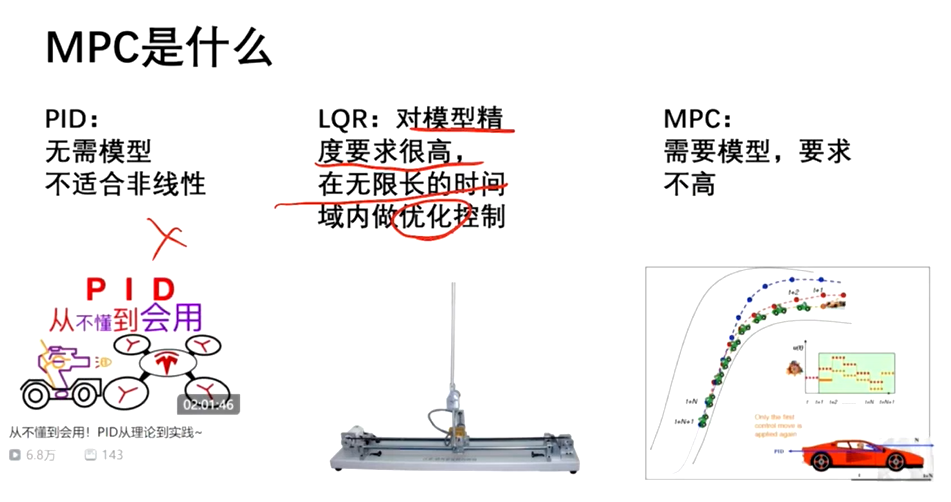 MPC是什么
PID：
无需模型
不适合非线性
LQR：对模型精
度要求很高，
在无限长的时间
域内做优化控制
MPC：
需要模型，要求
不高
P I D
从不懂到会用
02:01:46
从不懂到会用！PID从理论到实践~
6.8万
143
t+2
t+1
t+N
t+N+1
u(t)
t t+1 t+2 ....... t+N t+N+1
Only the first
control move is
applied again
PID
N
t